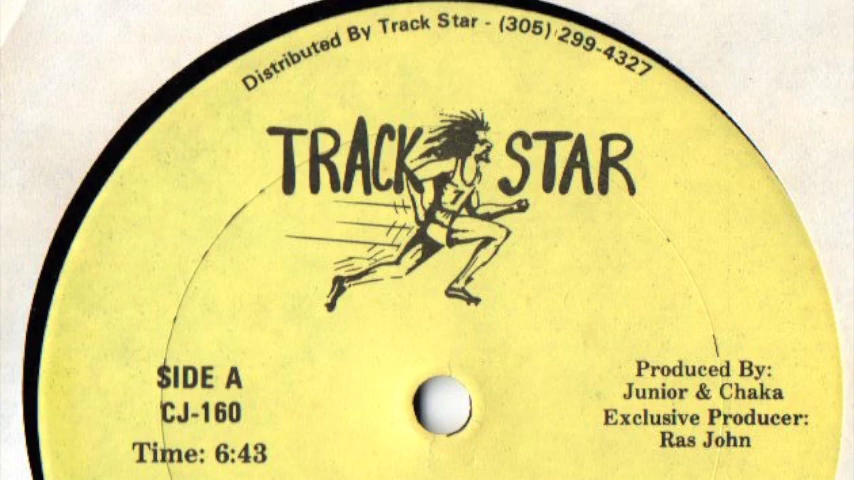 Distributed By Track Star - (305) 299-4327
TRACK STAR
7
SIDE A
CJ-160
Time: 6:43
Produced By:
Junior & Chaka
Exclusive Producer:
Ras John